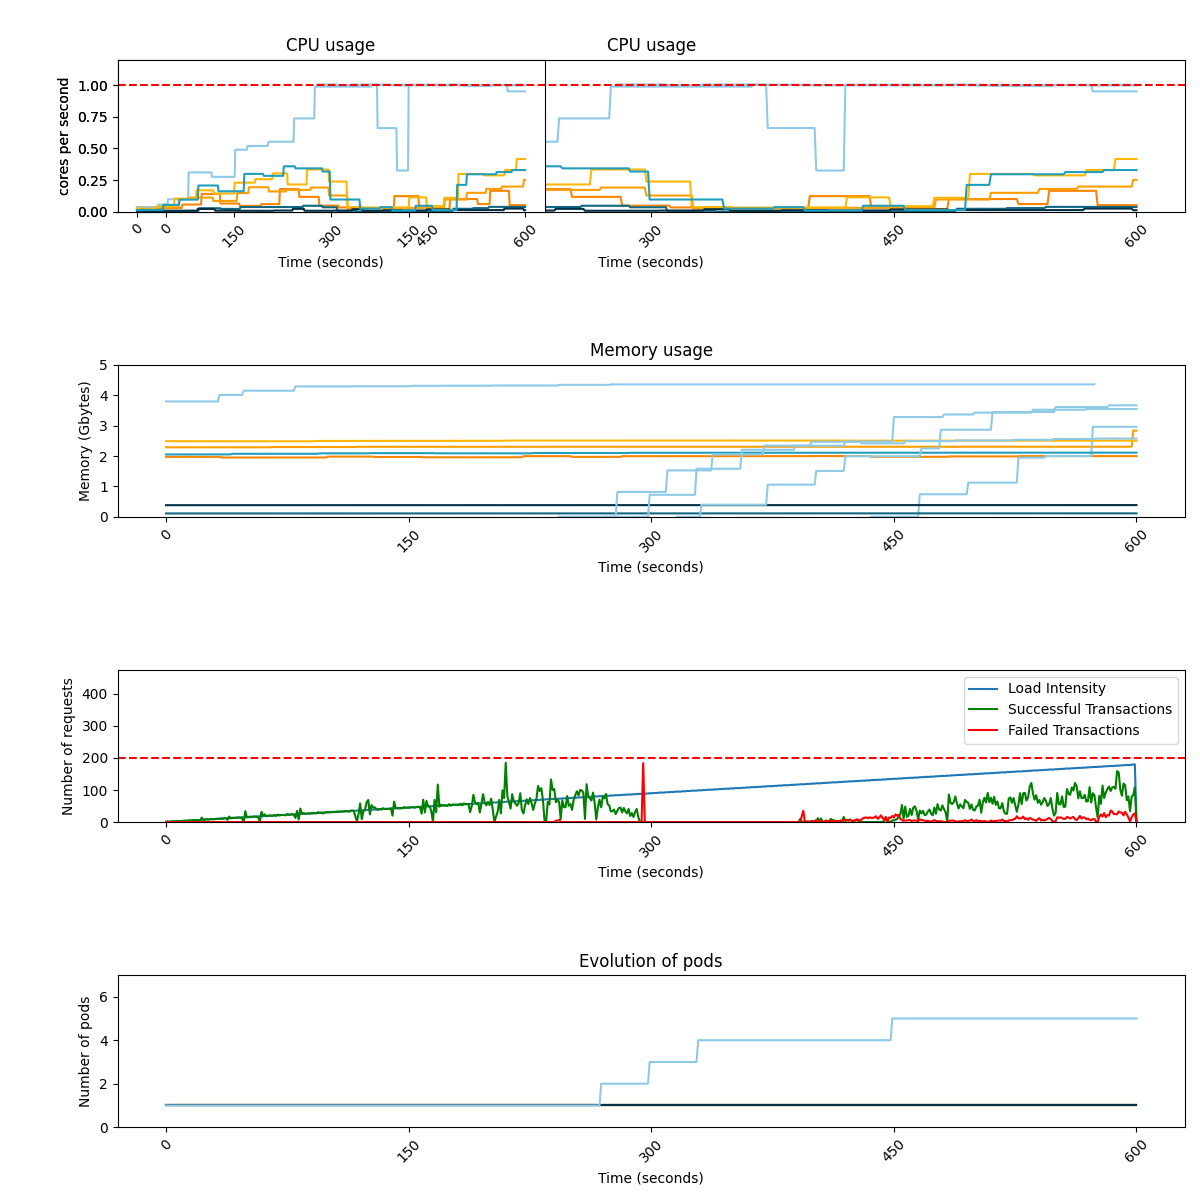 CPU usage CPU usage
cores per second
1.00
0.75
0.50
0.25
0.00
0 0 150 300 150 450 600 300 450 600
Time (seconds) Time (seconds)
Memory usage
Memory (Gbytes)
5
4
3
2
1
0
0 150 300 450 600
Time (seconds)
Number of requests
400
300
200
100
0
Load Intensity
Successful Transactions
Failed Transactions
0 150 300 450 600
Time (seconds)
Evolution of pods
Number of pods
6
4
2
0
0 150 300 450 600
Time (seconds)